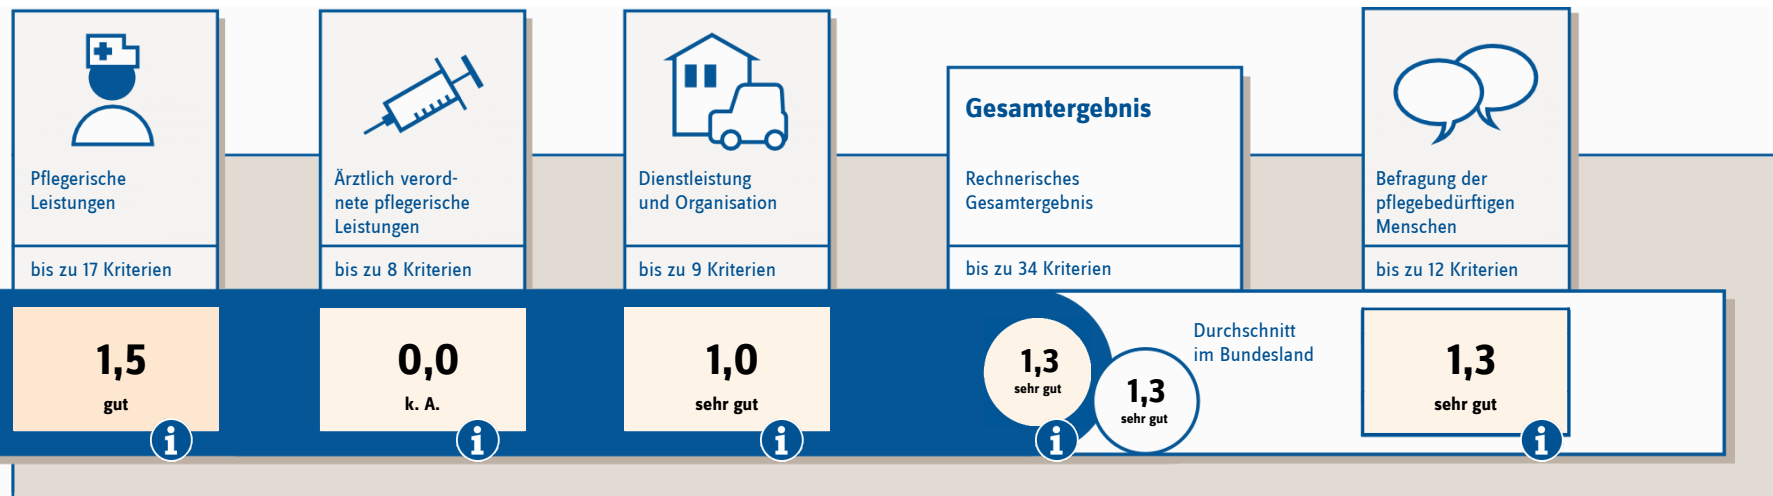 Pflegerische
Leistungen
bis zu 17 Kriterien
1,5
gut
i
Ärztlich verord-
nete pflegerische
Leistungen
bis zu 8 Kriterien
0,0
k. A.
i
Dienstleistung
und Organisation
bis zu 9 Kriterien
1,0
sehr gut
i
Gesamtergebnis
Rechnerisches
Gesamtergebnis
bis zu 34 Kriterien
1,3
sehr gut
i
1,3
sehr gut
Durchschnitt
im Bundesland
Befragung der
pflegebedürftigen
Menschen
bis zu 12 Kriterien
1,3
sehr gut
i